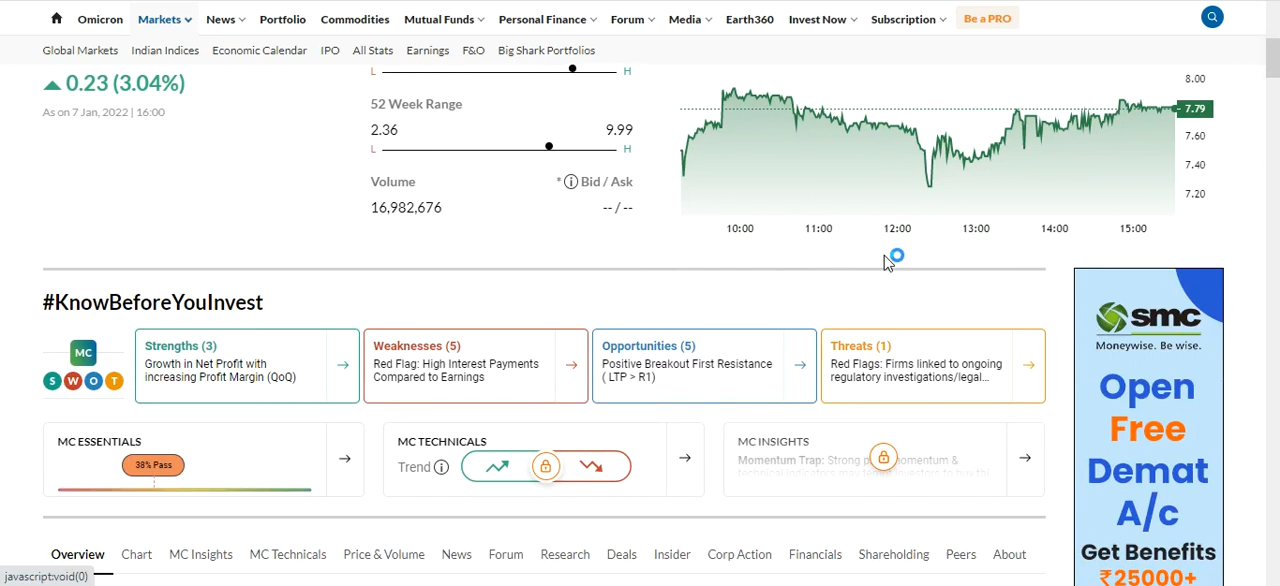 Omicron Markets News Portfolio Commodities Mutual Funds Personal Finance Forum Media Earth360 Invest Now Subscription Be a PRO
Global Markets Indian Indices Economic Calendar IPO All Stats Earnings F&O Big Shark Portfolios
0.23 (3.04%)
As on 7 Jan, 2022 | 16:00
L H
52 Week Range
2.36 9.99
L H
Volume * i Bid / Ask
16,982,676 -- / --
8.00
7.79
7.60
7.40
7.20
10:00 11:00 12:00 13:00 14:00 15:00
#KnowBeforeYouInvest
MC
S W O T
Strengths (3)
Growth in Net Profit with
increasing Profit Margin (QoQ)
Weaknesses (5)
Red Flag: High Interest Payments
Compared to Earnings
Opportunities (5)
Positive Breakout First Resistance
( LTP > R1)
Threats (1)
Red Flags: Firms linked to ongoing
regulatory investigations/legal...
MC ESSENTIALS
38% Pass
MC TECHNICALS
Trend i
MC INSIGHTS
Momentum Trap: Strong
Overview Chart MC Insights MC Technicals Price & Volume News Forum Research Deals Insider Corp Action Financials Shareholding Peers About
smc
Moneywise. Be wise.
Open
Free
Demat
A/c
Get Benefits
₹25000+
javascript:void(0)